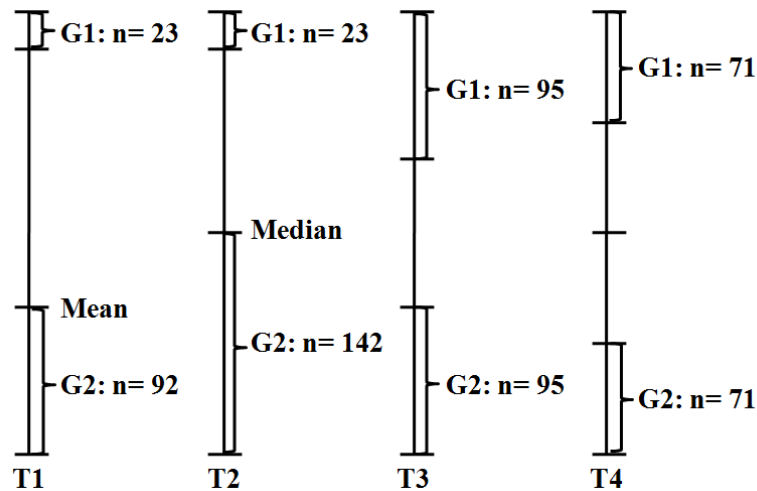 G1: n= 23
G1: n= 23
G1: n= 71
G1: n= 95
Median
Mean
G2: n= 142
G2: n= 92
G2: n= 95
G2: n= 71
T1
T2
T3
T4